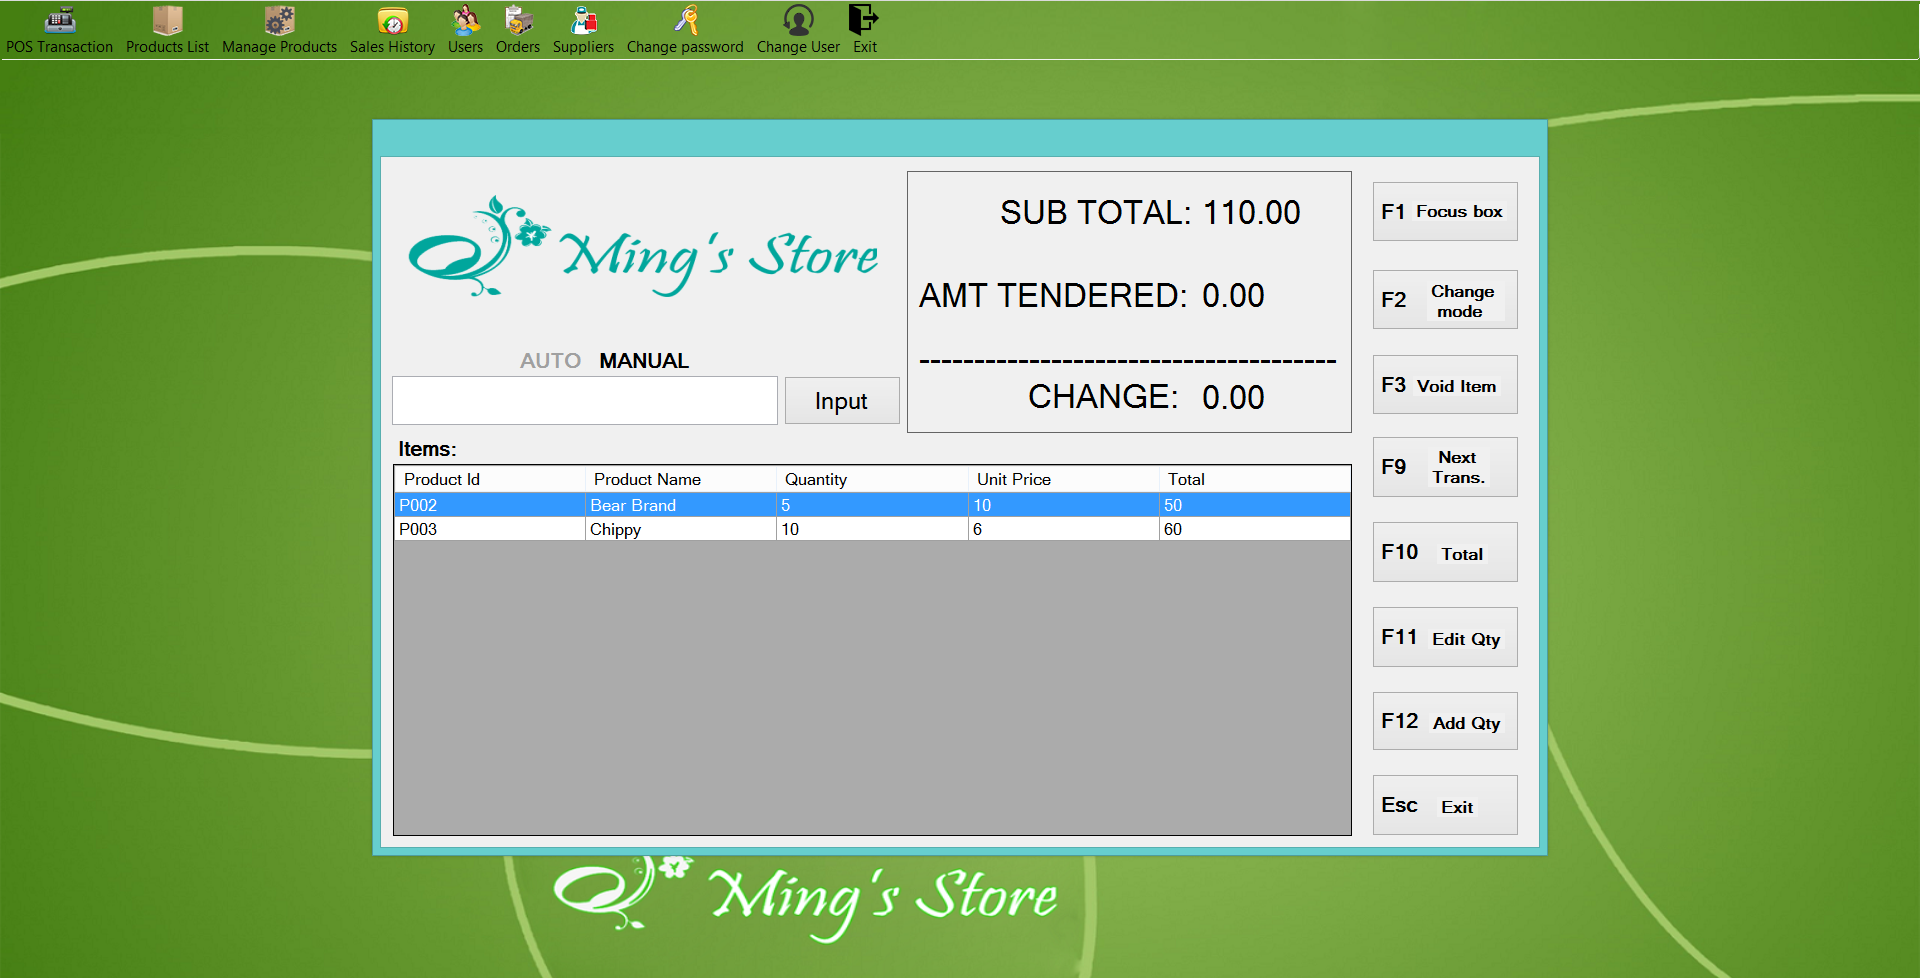 POS Transaction Products List Manage Products Sales History Users Orders Suppliers Change password Change User Exit
Ming's Store
SUB TOTAL: 110.00
AMT TENDERED: 0.00
--------------------------------------
CHANGE: 0.00
AUTO MANUAL
Input
Items:
Product Id Product Name Quantity Unit Price Total
P002 Bear Brand 5 10 50
P003 Chippy 10 6 60
F1 Focus box
F2 Change
mode
F3 Void Item
F9 Next
Trans.
F10 Total
F11 Edit Qty
F12 Add Qty
Esc Exit
Ming's Store